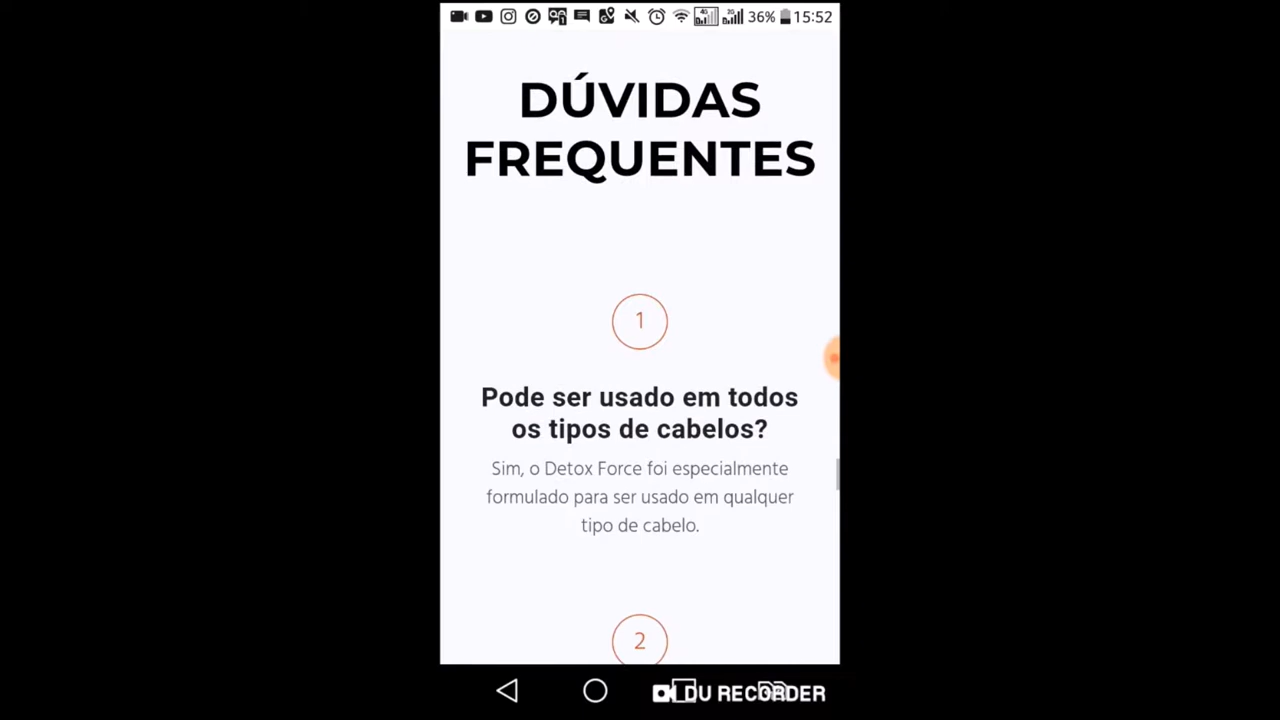 36% 15:52
DÚVIDAS
FREQUENTES
1
Pode ser usado em todos
os tipos de cabelos?
Sim, o Detox Force foi especialmente
formulado para ser usado em qualquer
tipo de cabelo.
2
DU RECORDER